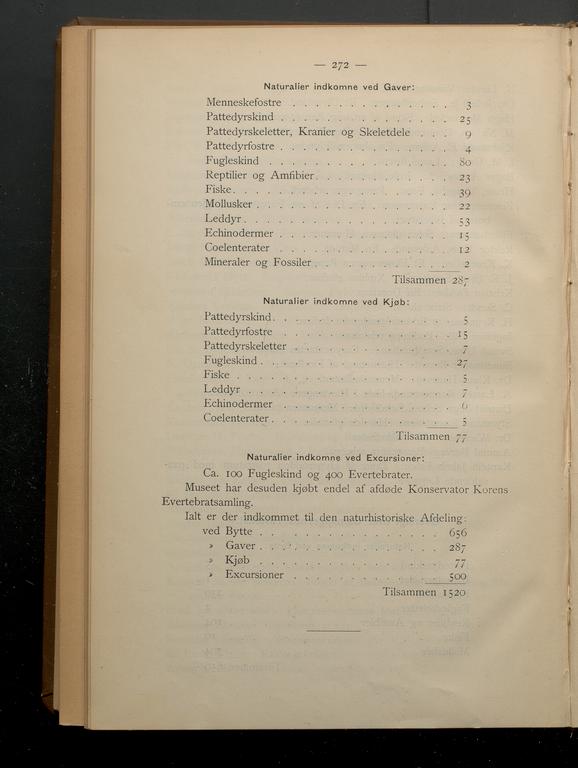 — 272 —
Naturalier indkomne ved Gaver:
Menneskefostre . . . . . . . . . . . . . . 3
Pattedyrskind . . . . . . . . . . . . . . . 25
Pattedyrskeletter, Kranier og Skeletdele . . . 9
Pattedyrfostre . . . . . . . . . . . . . . . 4
Fugleskind . . . . . . . . . . . . . . . . 80
Reptilier og Amfibier . . . . . . . . . . . 23
Fiske . . . . . . . . . . . . . . . . . . . 39
Mollusker . . . . . . . . . . . . . . . . . 22
Leddyr . . . . . . . . . . . . . . . . . . 53
Echinodermer . . . . . . . . . . . . . . . 15
Coelenterater . . . . . . . . . . . . . . . 12
Mineraler og Fossiler . . . . . . . . . . . 2
Tilsammen 287
Naturalier indkomne ved Kjøb:
Pattedyrskind . . . . . . . . . . . . . . . 5
Pattedyrfostre . . . . . . . . . . . . . . 15
Pattedyrskeletter . . . . . . . . . . . . . 7
Fugleskind . . . . . . . . . . . . . . . . 27
Fiske . . . . . . . . . . . . . . . . . . . 5
Leddyr . . . . . . . . . . . . . . . . . . 7
Echinodermer . . . . . . . . . . . . . . . 6
Coelenterater . . . . . . . . . . . . . . . 5
Tilsammen 77
Naturalier indkomne ved Excursioner:
Ca. 100 Fugleskind og 400 Evertebrater.
Museet har desuden kjøbt endel af afdøde Konservator Korens
Evertebratsamling.
Ialt er der indkommet til den naturhistoriske Afdeling:
ved Bytte . . . . . . . . . . . . . . . . 656
» Gaver . . . . . . . . . . . . . . . . 287
» Kjøb . . . . . . . . . . . . . . . . 77
» Excursioner . . . . . . . . . . . . . 500
Tilsammen 1520